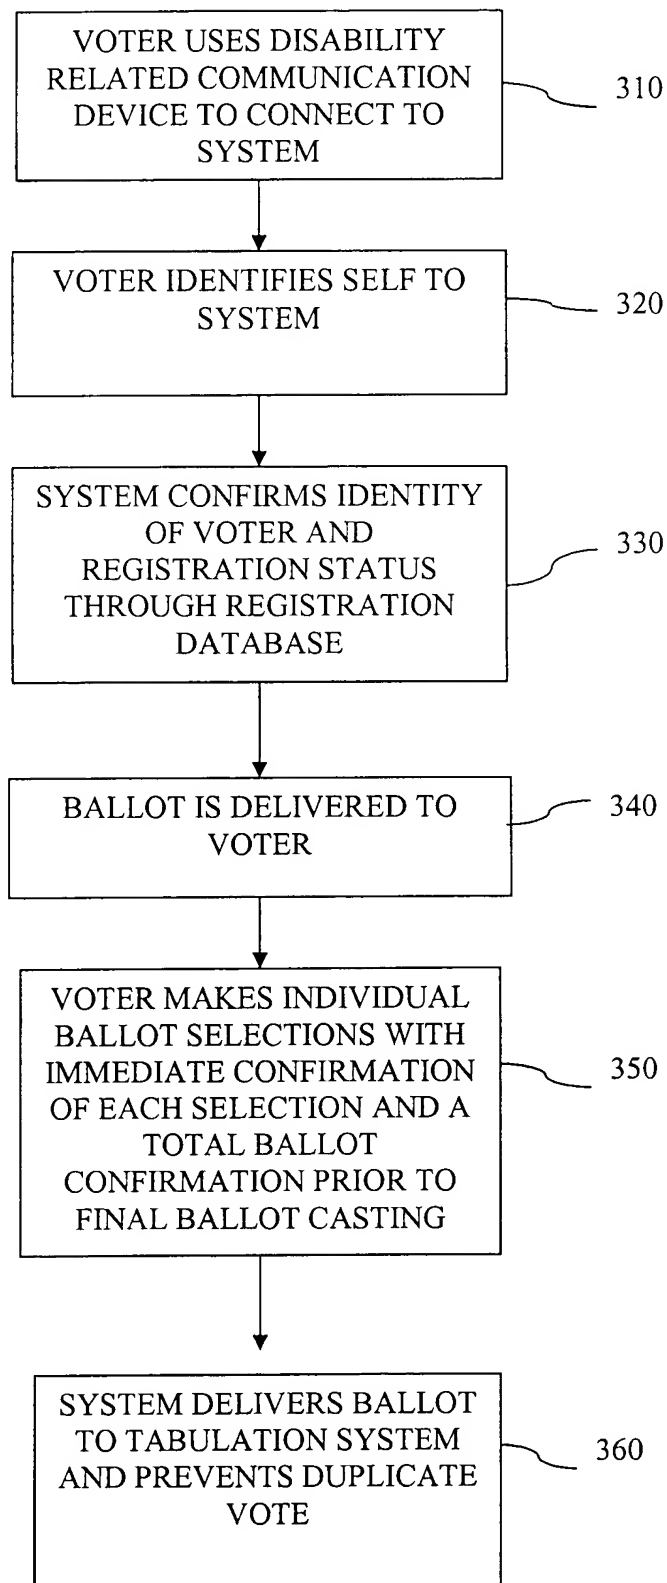 VOTER USES DISABILITY
RELATED COMMUNICATION
DEVICE TO CONNECT TO
SYSTEM
310
VOTER IDENTIFIES SELF TO
SYSTEM
320
SYSTEM CONFIRMS IDENTITY
OF VOTER AND
REGISTRATION STATUS
THROUGH REGISTRATION
DATABASE
330
BALLOT IS DELIVERED TO
VOTER
340
VOTER MAKES INDIVIDUAL
BALLOT SELECTIONS WITH
IMMEDIATE CONFIRMATION
OF EACH SELECTION AND A
TOTAL BALLOT
CONFIRMATION PRIOR TO
FINAL BALLOT CASTING
350
SYSTEM DELIVERS BALLOT
TO TABULATION SYSTEM
AND PREVENTS DUPLICATE
VOTE
360